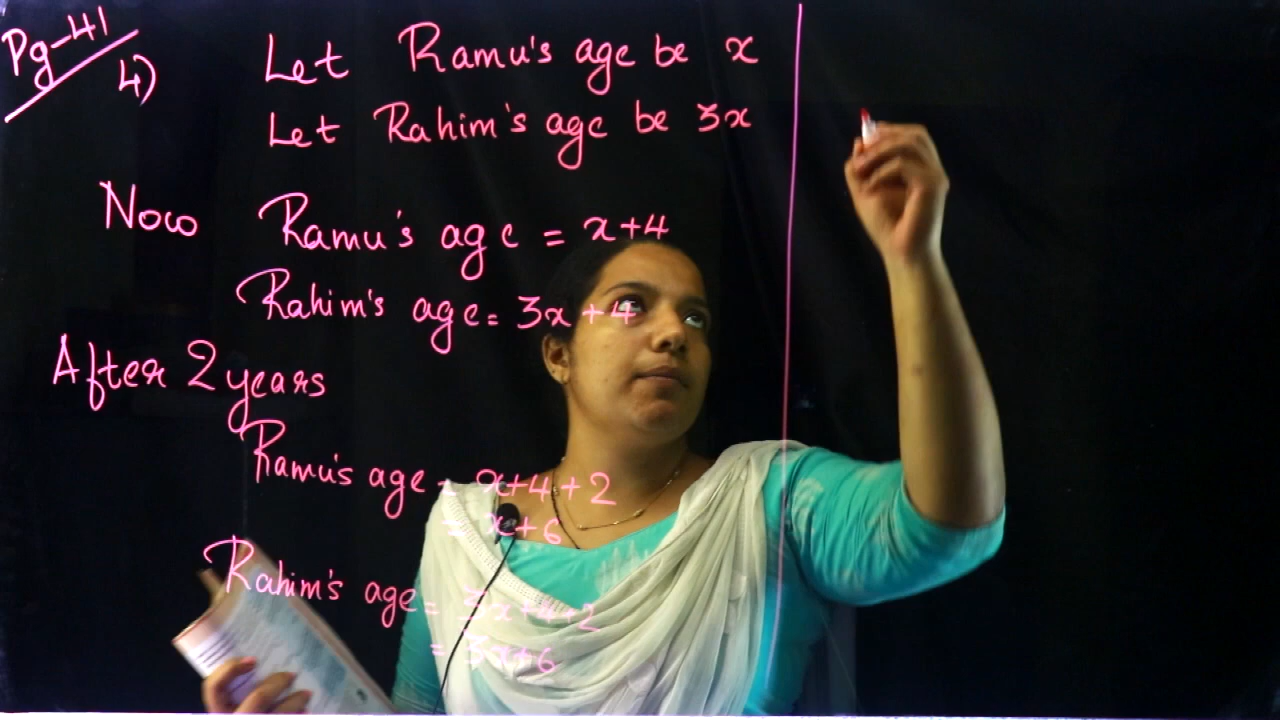 Pg-41
4)
Let Ramu's age be x
Let Rahim's age be 3x
Now Ramu's age = x+4
Rahim's age = 3x+4
After 2 years
Ramu's age = x+4+2
= x+6
Rahim's age = 3x+4+2
= 3x+6